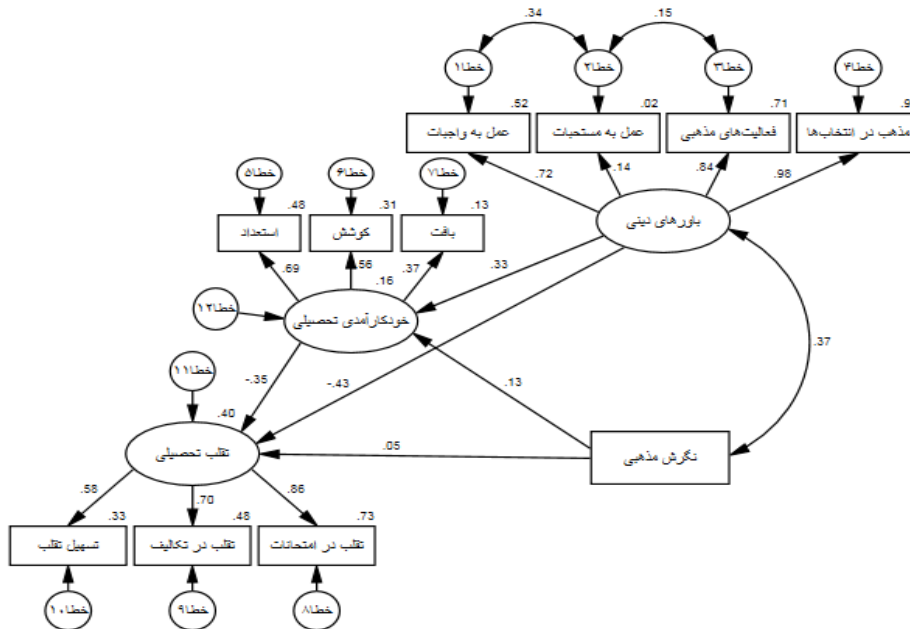 .34
.15
خطا۱
خطا۲
خطا۳
خطا۴
.52
.02
.71
.9
عمل به واجبات
عمل به مستحبات
فعالیت‌های مذهبی
مذهب در انتخاب‌ها
.72
.14
.84
.98
خطا۵
خطا۶
خطا۷
.48
.31
.13
استعداد
کوشش
بافت
باورهای دینی
.69
.56
.37
.16
.33
خطا۱۲
خودکارآمدی تحصیلی
.37
خطا۱۱
-.35
-.43
.13
.40
تقلب تحصیلی
.05
نگرش مذهبی
.58
.70
.86
.33
.48
.73
تسهیل تقلب
تقلب در تکالیف
تقلب در امتحانات
خطا۱۰
خطا۹
خطا۸